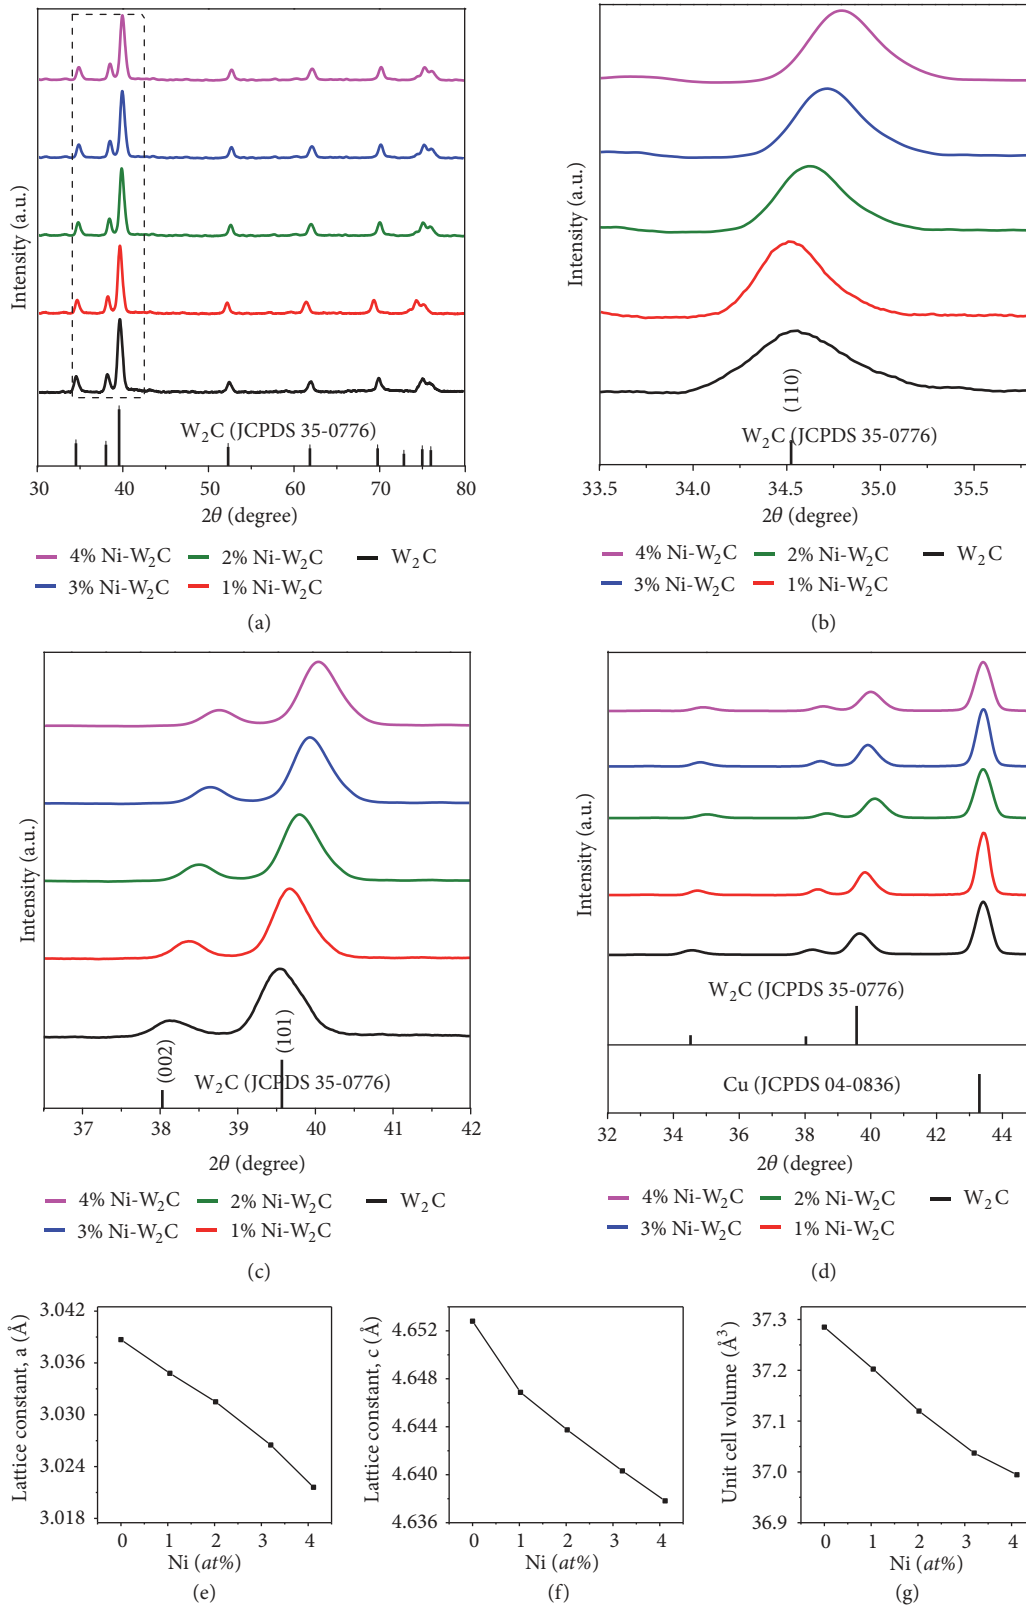 Intensity (a.u.)
W₂C (JCPDS 35-0776)
30 40 50 60 70 80
2θ (degree)
4% Ni-W₂C 2% Ni-W₂C W₂C
3% Ni-W₂C 1% Ni-W₂C
(a)
Intensity (a.u.)
(110)
W₂C (JCPDS 35-0776)
33.5 34.0 34.5 35.0 35.5
2θ (degree)
4% Ni-W₂C 2% Ni-W₂C W₂C
3% Ni-W₂C 1% Ni-W₂C
(b)
Intensity (a.u.)
(002)
(101)
W₂C (JCPDS 35-0776)
37 38 39 40 41 42
2θ (degree)
4% Ni-W₂C 2% Ni-W₂C W₂C
3% Ni-W₂C 1% Ni-W₂C
(c)
Intensity (a.u.)
W₂C (JCPDS 35-0776)
Cu (JCPDS 04-0836)
32 34 36 38 40 42 44
2θ (degree)
4% Ni-W₂C 2% Ni-W₂C W₂C
3% Ni-W₂C 1% Ni-W₂C
(d)
Lattice constant, a (Å)
3.042
3.036
3.030
3.024
3.018
0 1 2 3 4
Ni (at%)
(e)
Lattice constant, c (Å)
4.652
4.648
4.644
4.640
4.636
0 1 2 3 4
Ni (at%)
(f)
Unit cell volume (Å³)
37.3
37.2
37.1
37.0
36.9
0 1 2 3 4
Ni (at%)
(g)